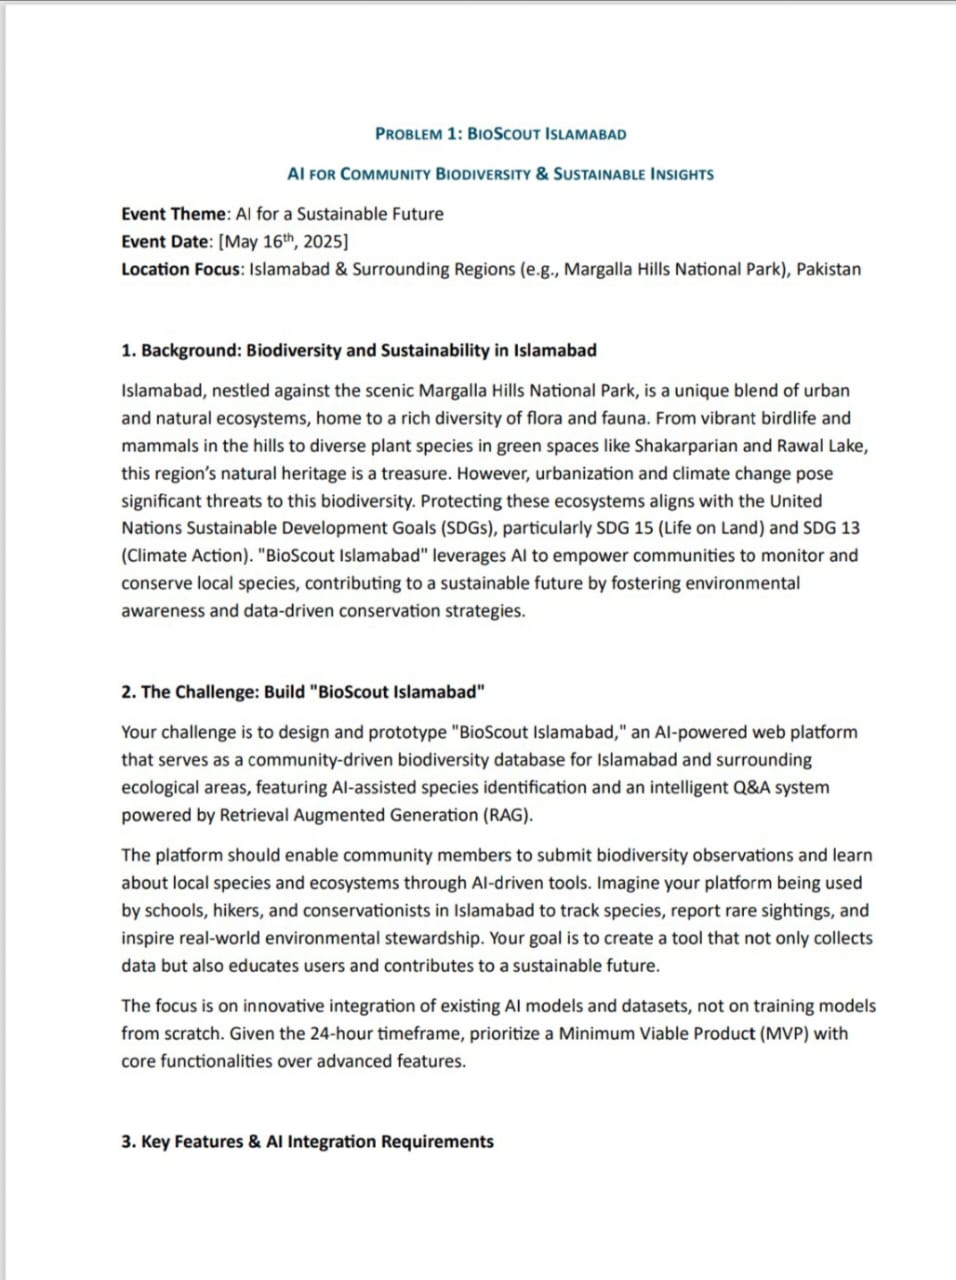 PROBLEM 1: BIOSCOUT ISLAMABAD
AI FOR COMMUNITY BIODIVERSITY & SUSTAINABLE INSIGHTS
Event Theme: AI for a Sustainable Future
Event Date: [May 16th, 2025]
Location Focus: Islamabad & Surrounding Regions (e.g., Margalla Hills National Park), Pakistan
1. Background: Biodiversity and Sustainability in Islamabad
Islamabad, nestled against the scenic Margalla Hills National Park, is a unique blend of urban
and natural ecosystems, home to a rich diversity of flora and fauna. From vibrant birdlife and
mammals in the hills to diverse plant species in green spaces like Shakarparian and Rawal Lake,
this region's natural heritage is a treasure. However, urbanization and climate change pose
significant threats to this biodiversity. Protecting these ecosystems aligns with the United
Nations Sustainable Development Goals (SDGs), particularly SDG 15 (Life on Land) and SDG 13
(Climate Action). "BioScout Islamabad" leverages AI to empower communities to monitor and
conserve local species, contributing to a sustainable future by fostering environmental
awareness and data-driven conservation strategies.
2. The Challenge: Build "BioScout Islamabad"
Your challenge is to design and prototype "BioScout Islamabad," an AI-powered web platform
that serves as a community-driven biodiversity database for Islamabad and surrounding
ecological areas, featuring AI-assisted species identification and an intelligent Q&A system
powered by Retrieval Augmented Generation (RAG).
The platform should enable community members to submit biodiversity observations and learn
about local species and ecosystems through AI-driven tools. Imagine your platform being used
by schools, hikers, and conservationists in Islamabad to track species, report rare sightings, and
inspire real-world environmental stewardship. Your goal is to create a tool that not only collects
data but also educates users and contributes to a sustainable future.
The focus is on innovative integration of existing AI models and datasets, not on training models
from scratch. Given the 24-hour timeframe, prioritize a Minimum Viable Product (MVP) with
core functionalities over advanced features.
3. Key Features & AI Integration Requirements